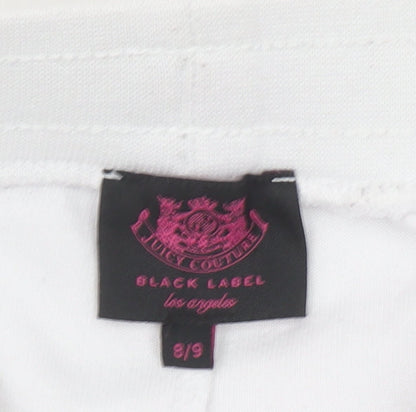 JUICY COUTURE
BLACK LABEL
los angeles
8/9